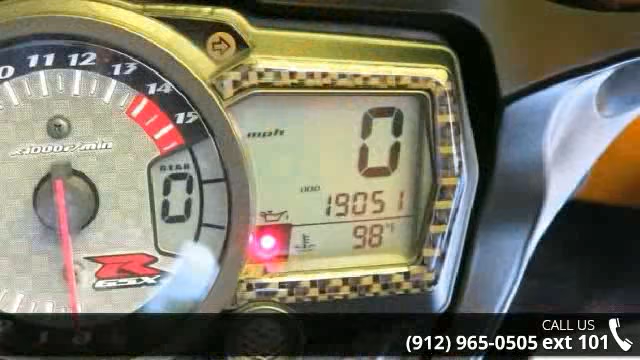 10 11 12 13 14 15
x1000r/min
GEAR
0
R
GSX
mph 0
ODO
19051
98°F
CALL US
(912) 965-0505 ext 101